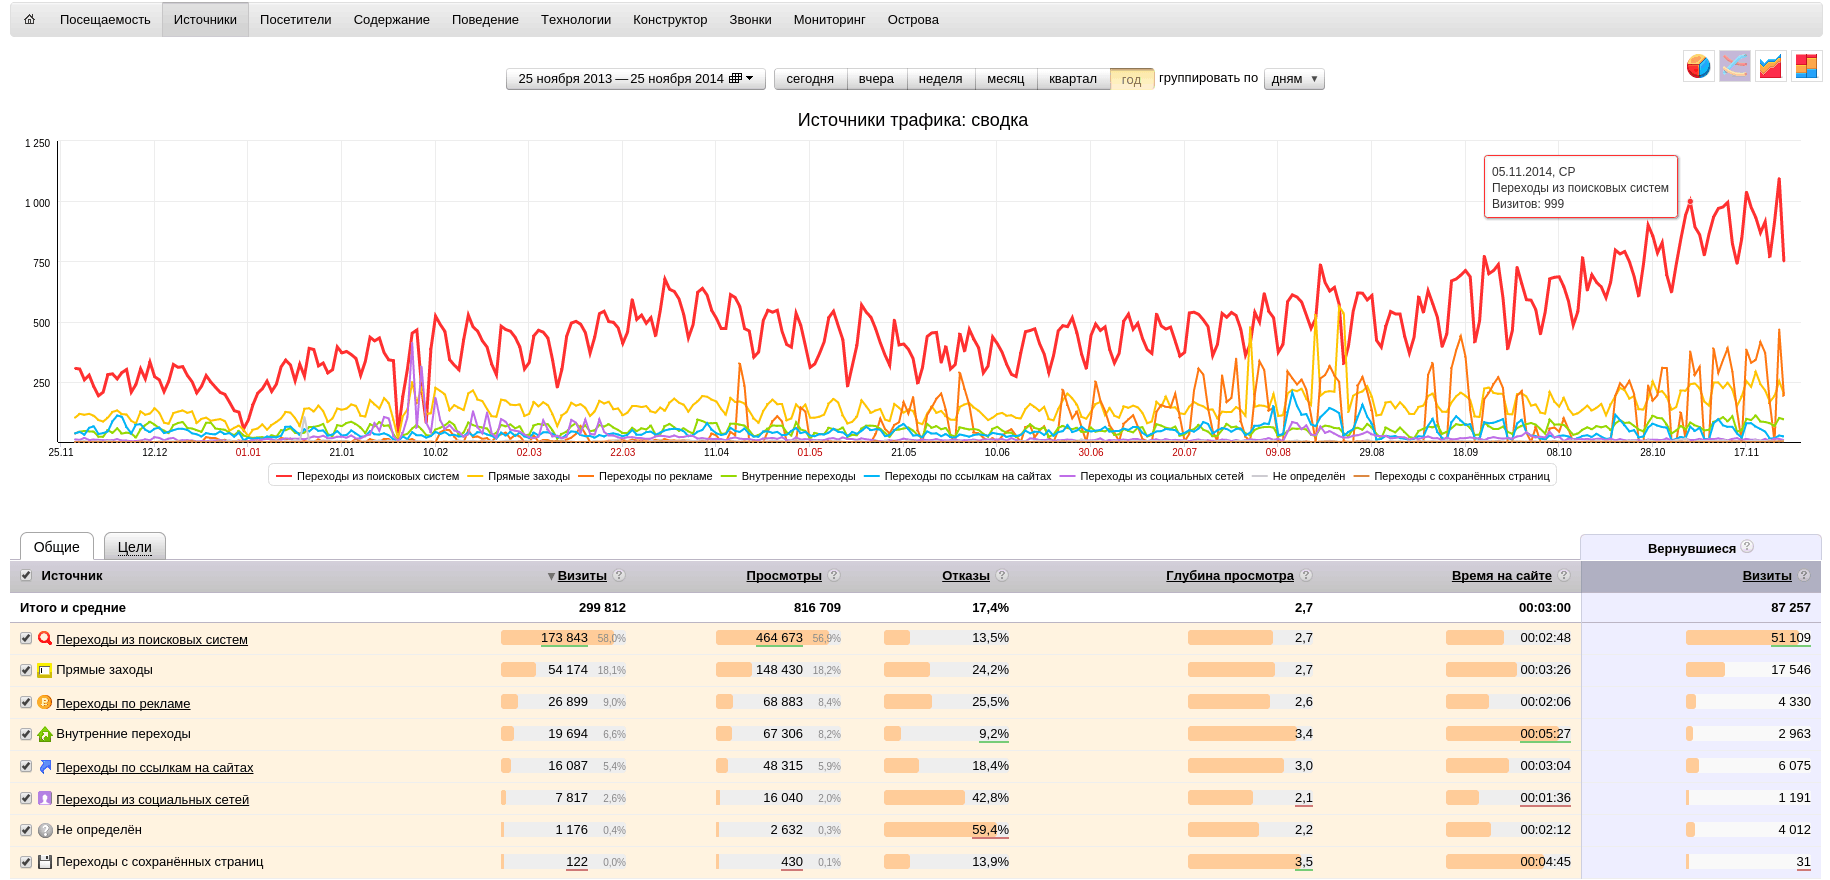 Посещаемость Источники Посетители Содержание Поведение Технологии Конструктор Звонки Мониторинг Острова
25 ноября 2013 — 25 ноября 2014 сегодня вчера неделя месяц квартал год группировать по дням
Источники трафика: сводка
1 250
1 000
750
500
250
05.11.2014, СР
Переходы из поисковых систем
Визитов: 999
25.11 12.12 01.01 21.01 10.02 02.03 22.03 11.04 01.05 21.05 10.06 30.06 20.07 09.08 29.08 18.09 08.10 28.10 17.11
Переходы из поисковых систем Прямые заходы Переходы по рекламе Внутренние переходы Переходы по ссылкам на сайтах Переходы из социальных сетей Не определён Переходы с сохранённых страниц
Общие Цели Вернувшиеся ?
Источник ▼Визиты ? Просмотры ? Отказы ? Глубина просмотра ? Время на сайте ? Визиты ?
Итого и средние 299 812 816 709 17,4% 2,7 00:03:00 87 257
Переходы из поисковых систем 173 843 58,0% 464 673 56,9% 13,5% 2,7 00:02:48 51 109
Прямые заходы 54 174 18,1% 148 430 18,2% 24,2% 2,7 00:03:26 17 546
Переходы по рекламе 26 899 9,0% 68 883 8,4% 25,5% 2,6 00:02:06 4 330
Внутренние переходы 19 694 6,6% 67 306 8,2% 9,2% 3,4 00:05:27 2 963
Переходы по ссылкам на сайтах 16 087 5,4% 48 315 5,9% 18,4% 3,0 00:03:04 6 075
Переходы из социальных сетей 7 817 2,6% 16 040 2,0% 42,8% 2,1 00:01:36 1 191
Не определён 1 176 0,4% 2 632 0,3% 59,4% 2,2 00:02:12 4 012
Переходы с сохранённых страниц 122 0,0% 430 0,1% 13,9% 3,5 00:04:45 31